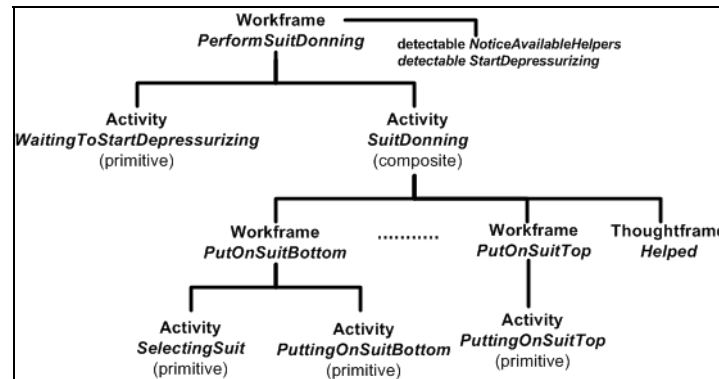 Workframe
PerformSuitDonning
detectable NoticeAvailableHelpers
detectable StartDepressurizing
Activity
WaitingToStartDepressurizing
(primitive)
Activity
SuitDonning
(composite)
Workframe
PutOnSuitBottom
...........
Workframe
PutOnSuitTop
Thoughtframe
Helped
Activity
SelectingSuit
(primitive)
Activity
PuttingOnSuitBottom
(primitive)
Activity
PuttingOnSuitTop
(primitive)